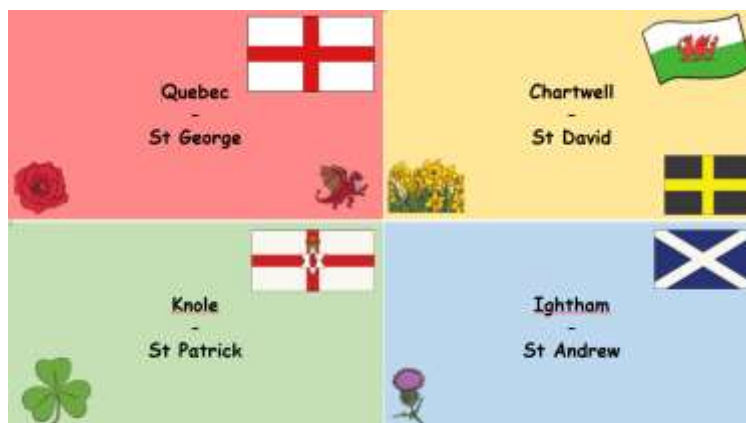 Quebec
-
St George
Chartwell
-
St David
Knole
-
St Patrick
Ightham
-
St Andrew